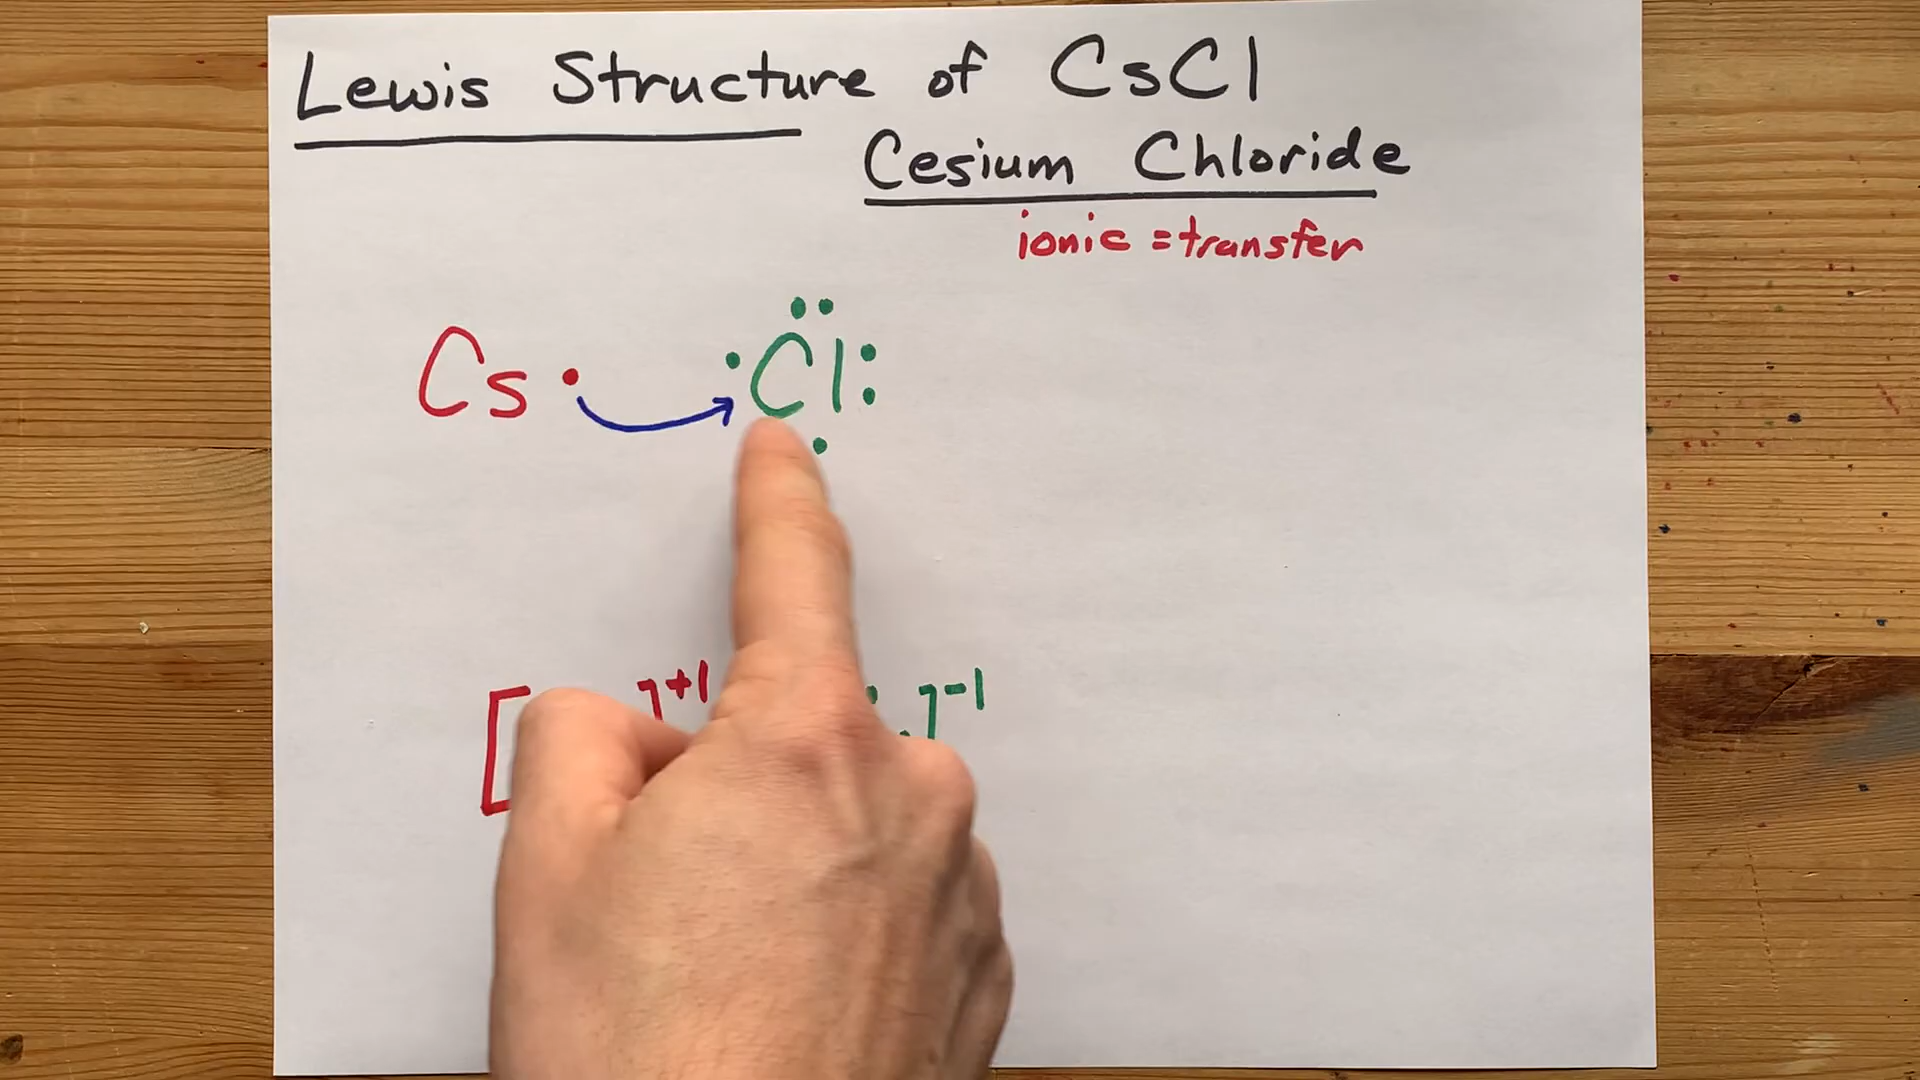 Lewis Structure of CsCl
Cesium Chloride
ionic = transfer
Cs Cl
[ ]+1 ]-1